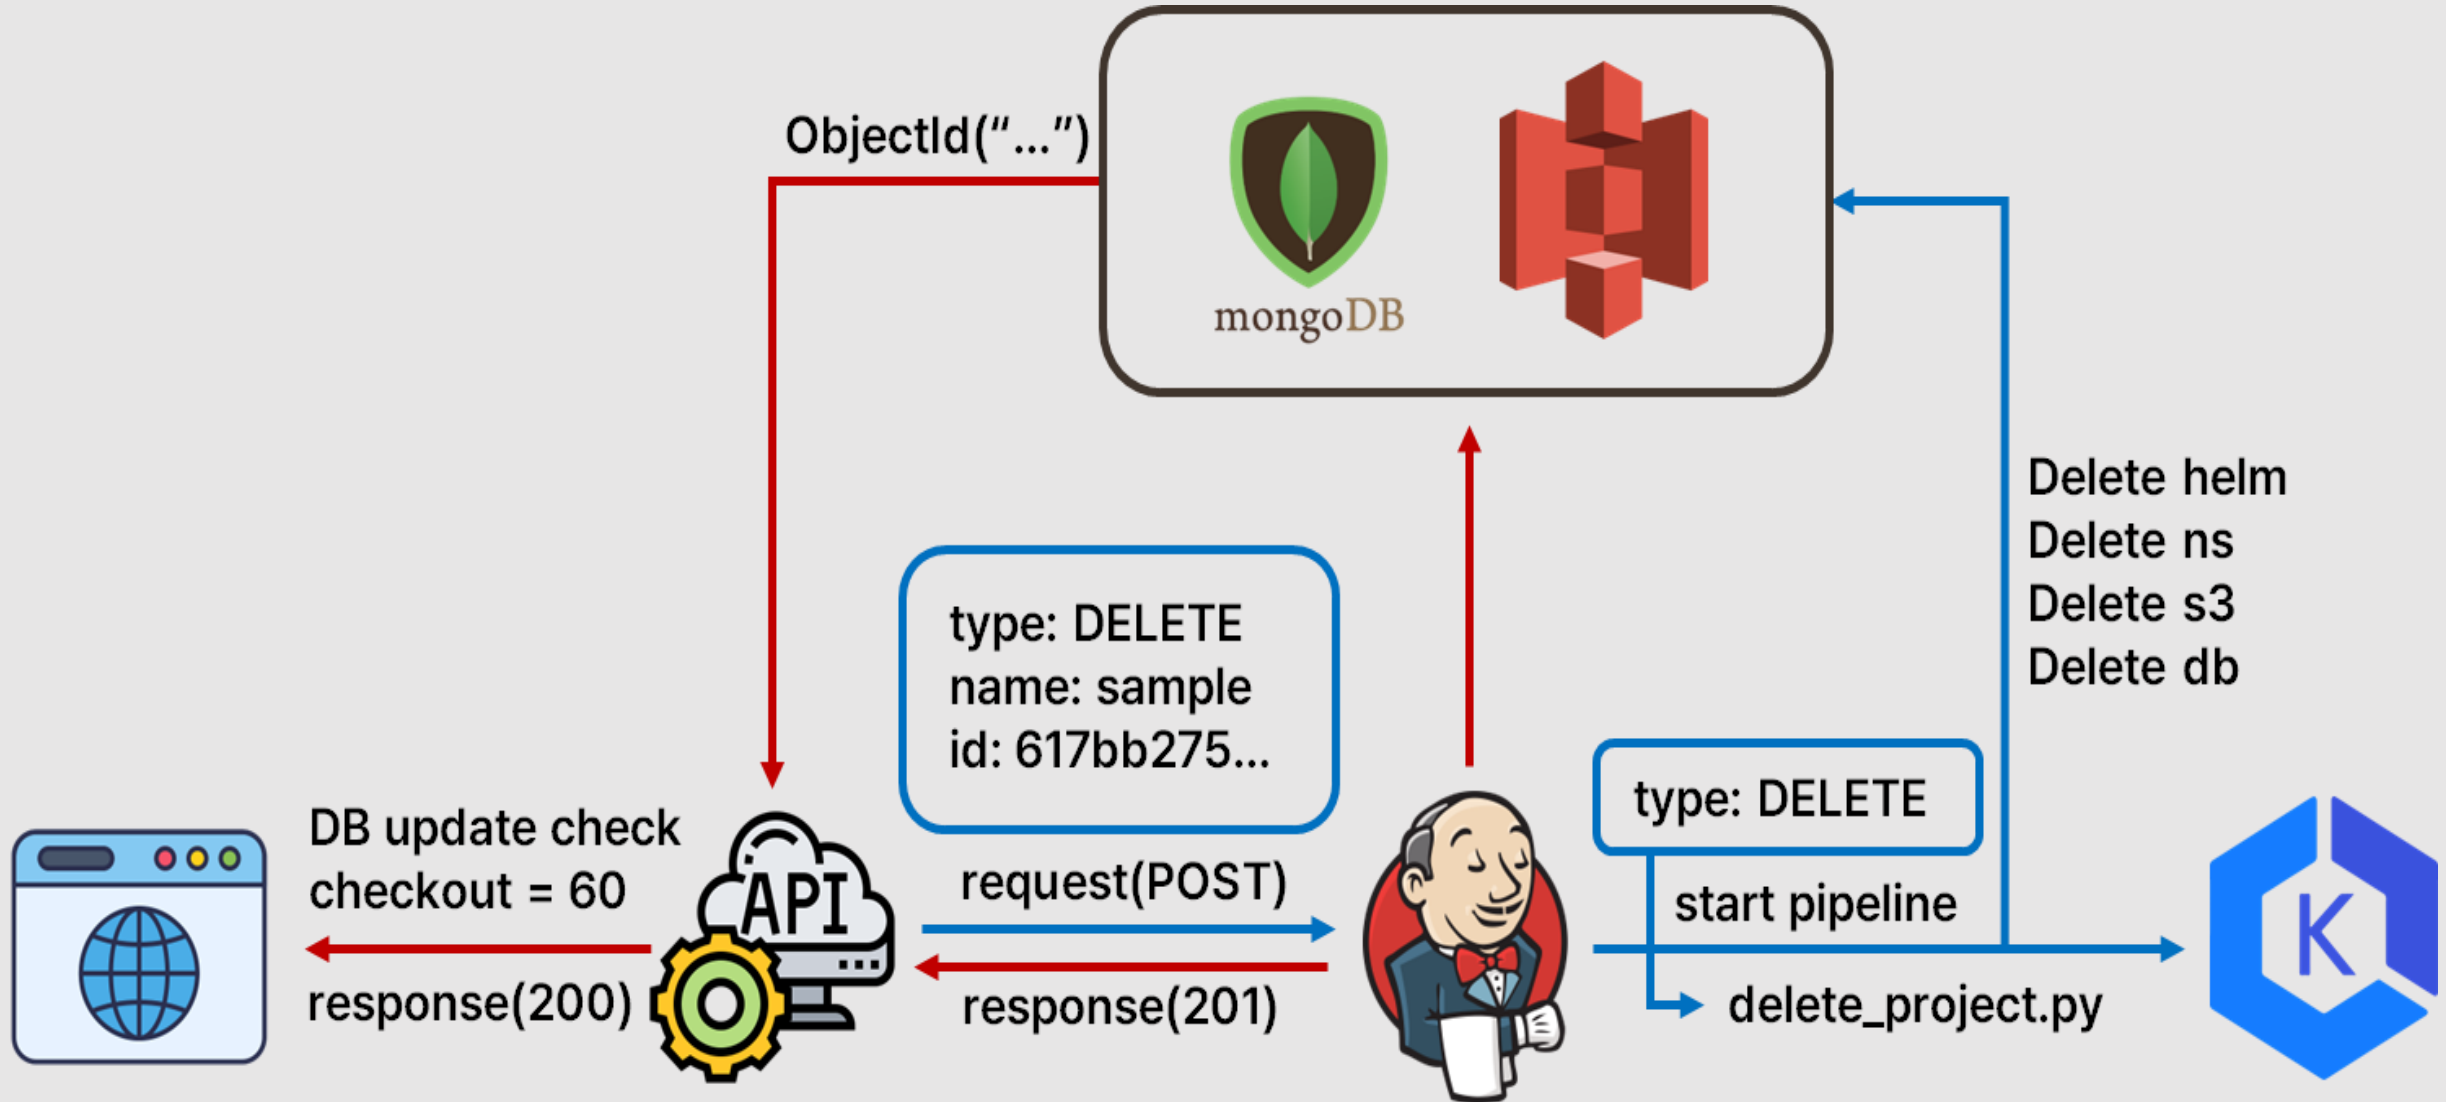 ObjectId(“...”)
mongoDB
Delete helm
Delete ns
Delete s3
Delete db
type: DELETE
name: sample
id: 617bb275...
type: DELETE
DB update check
checkout = 60
response(200)
API
request(POST)
response(201)
start pipeline
delete_project.py
K